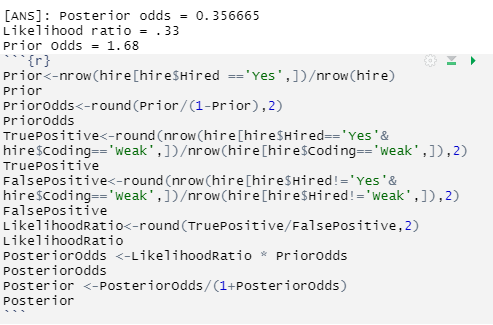 [ANS]: Posterior odds = 0.356665
Likelihood ratio = .33
Prior Odds = 1.68
```{r}
Prior<-nrow(hire[hire$Hired =='Yes',])/nrow(hire)
Prior
PriorOdds<-round(Prior/(1-Prior),2)
PriorOdds
TruePositive<-round(nrow(hire[hire$Hired=='Yes'&
hire$Coding=='Weak',])/nrow(hire[hire$Coding=='Weak',]),2)
TruePositive
FalsePositive<-round(nrow(hire[hire$Hired!='Yes'&
hire$Coding=='Weak',])/nrow(hire[hire$Hired!='Weak',]),2)
FalsePositive
LikelihoodRatio<-round(TruePositive/FalsePositive,2)
LikelihoodRatio
PosteriorOdds <-LikelihoodRatio * PriorOdds
PosteriorOdds
Posterior <-PosteriorOdds/(1+PosteriorOdds)
Posterior
```